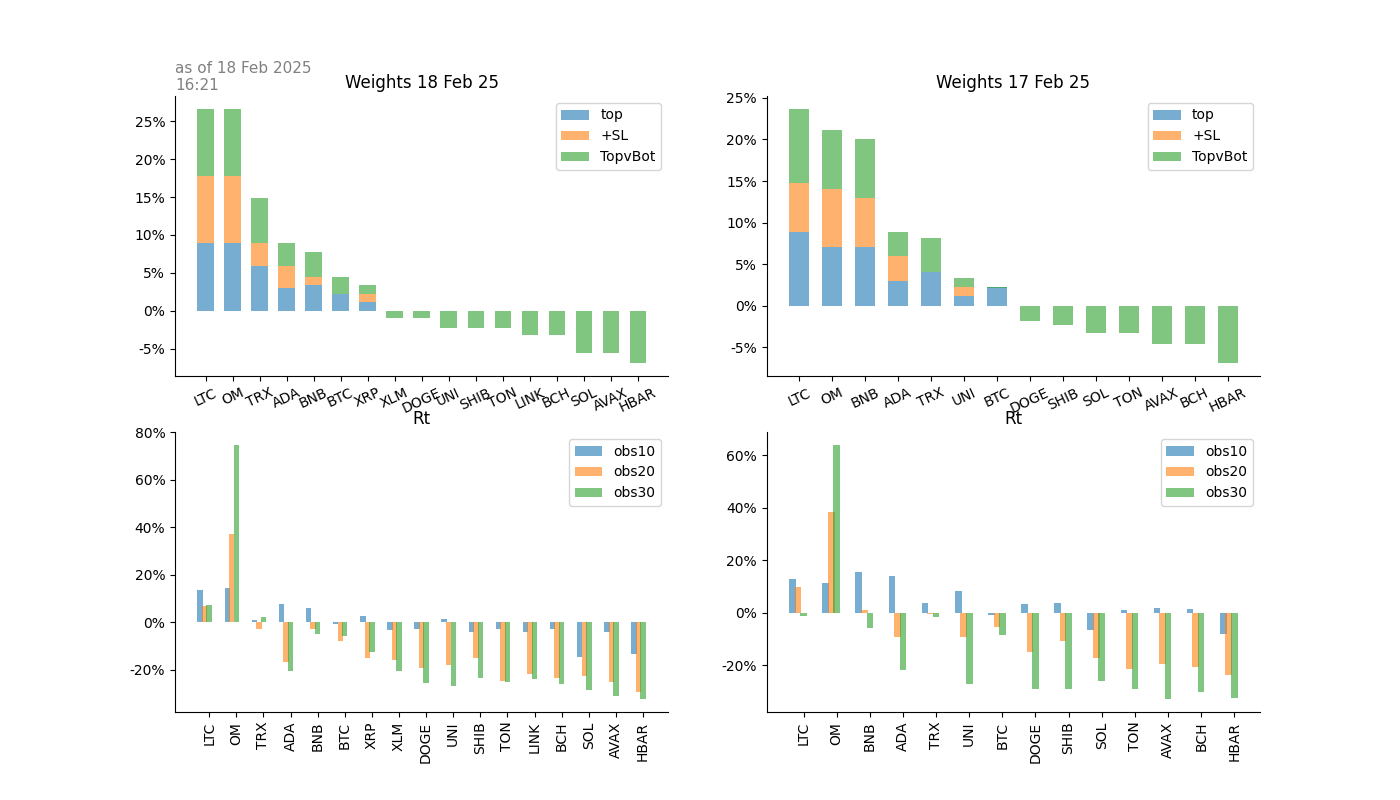 as of 18 Feb 2025
16:21
Weights 18 Feb 25
25%
20%
15%
10%
5%
0%
-5%
top
+SL
TopvBot
LTC OM TRX ADA BNB BTC XRP XLM DOGE UNI SHIB TON LINK BCH SOL AVAX HBAR
Weights 17 Feb 25
25%
20%
15%
10%
5%
0%
-5%
top
+SL
TopvBot
LTC OM BNB ADA TRX UNI BTC DOGE SHIB SOL TON AVAX BCH HBAR
Rt
80%
60%
40%
20%
0%
-20%
obs10
obs20
obs30
LTC OM TRX ADA BNB BTC XRP XLM DOGE UNI SHIB TON LINK BCH SOL AVAX HBAR
Rt
60%
40%
20%
0%
-20%
obs10
obs20
obs30
LTC OM BNB ADA TRX UNI BTC DOGE SHIB SOL TON AVAX BCH HBAR